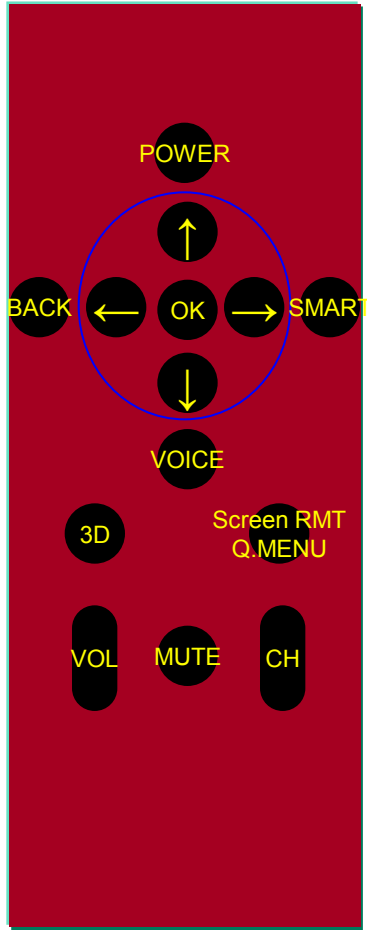 POWER
↑
BACK ← OK → SMART
↓
VOICE
3D
Screen RMT
Q.MENU
VOL MUTE CH